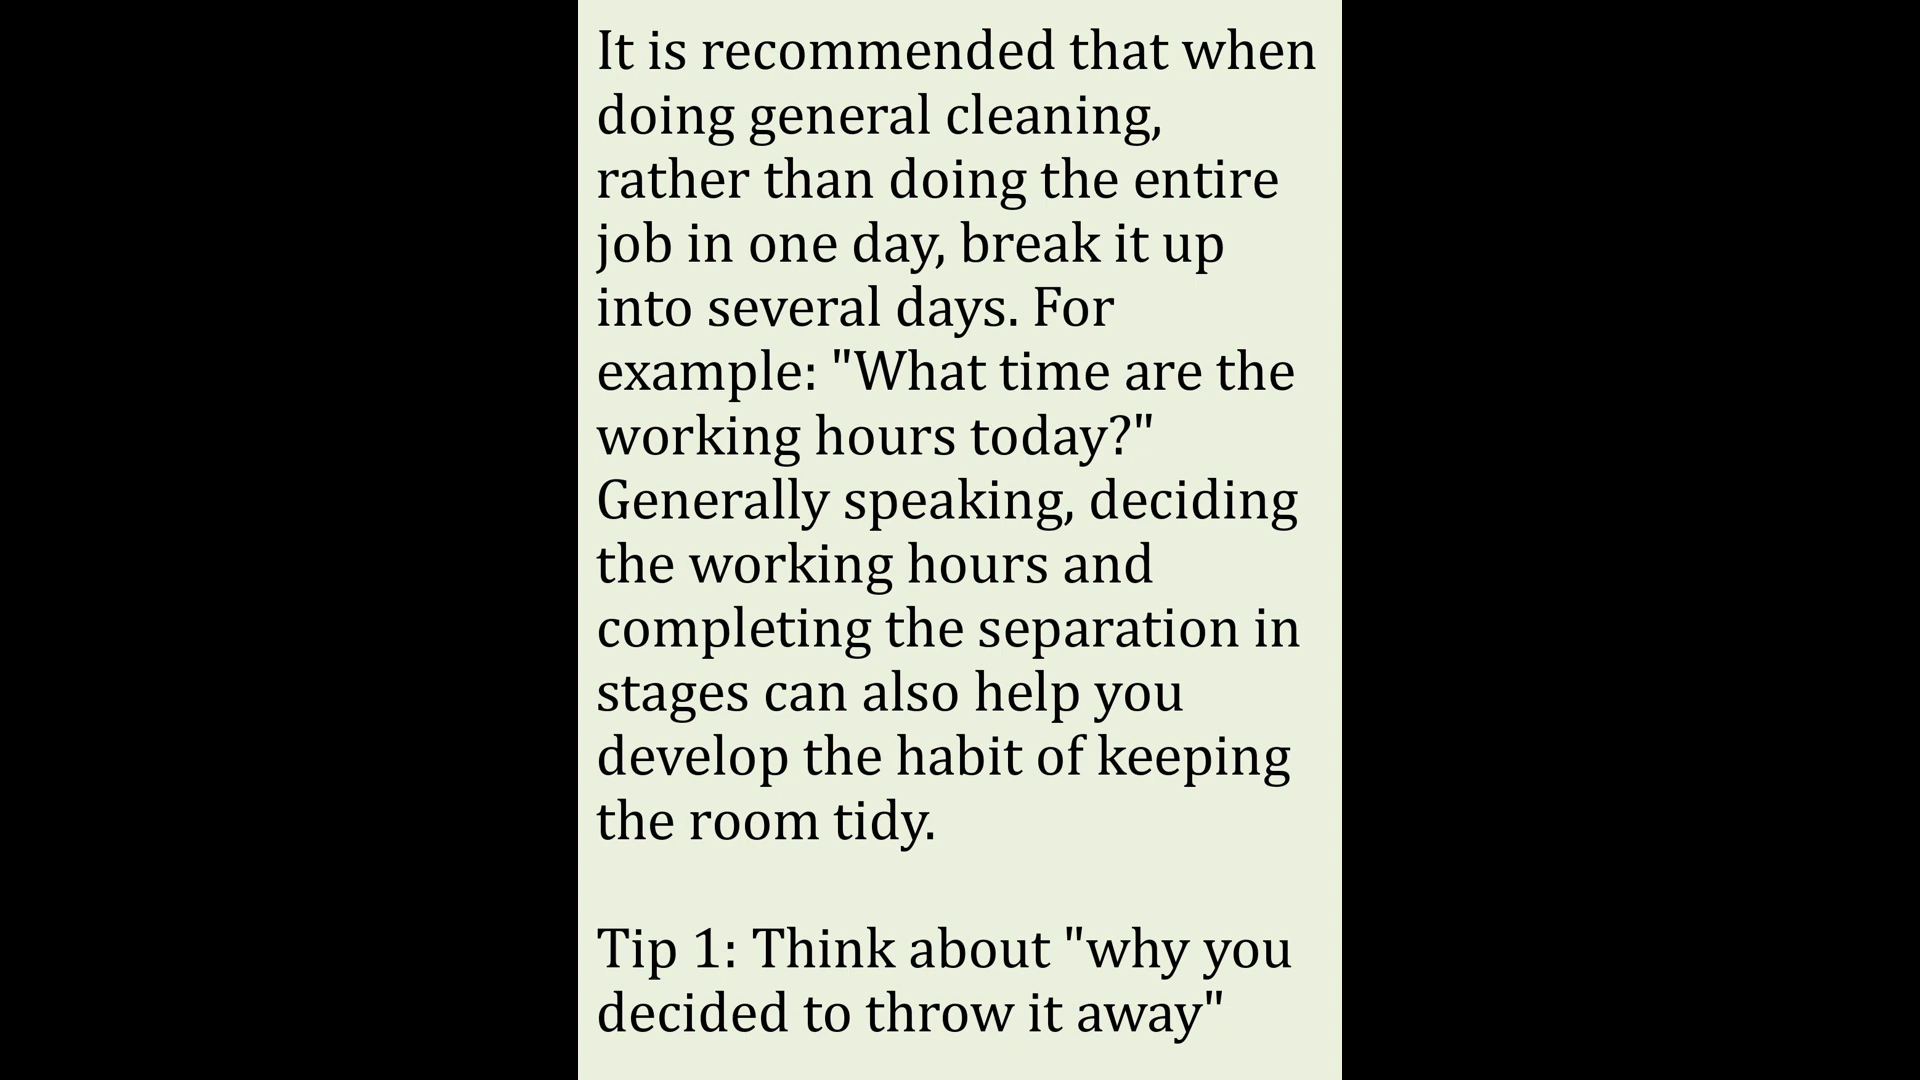 It is recommended that when
doing general cleaning,
rather than doing the entire
job in one day, break it up
into several days. For
example: "What time are the
working hours today?"
Generally speaking, deciding
the working hours and
completing the separation in
stages can also help you
develop the habit of keeping
the room tidy.
Tip 1: Think about "why you
decided to throw it away"